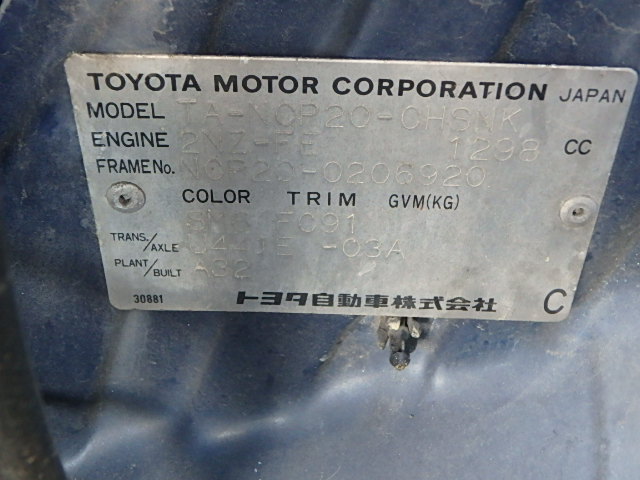 TOYOTA MOTOR CORPORATION JAPAN
MODEL TA-NCP20-CHSNK
ENGINE 2NZ-FE 1298 CC
FRAME No. NCP20-0206920
COLOR TRIM GVM(KG)
FC91
TRANS./AXLE -03A
PLANT/BUILT A32
30881 トヨタ自動車株式会社 C